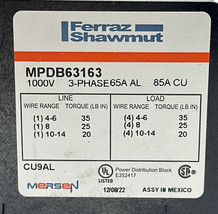 Ferraz
Shawmut
MPDB63163
1000V 3-PHASE 65A AL 85A CU
LINE LOAD
WIRE RANGE TORQUE (LB IN) WIRE RANGE TORQUE (LB IN)
(1) 4-6 35 (4) 4-6 35
(1) 8 25 (4) 8 25
(1) 10-14 20 (4) 10-14 20
CU9AL
Power Distribution Block
E352417
LISTED
MERSEN 12/08/22 ASSY IN MEXICO